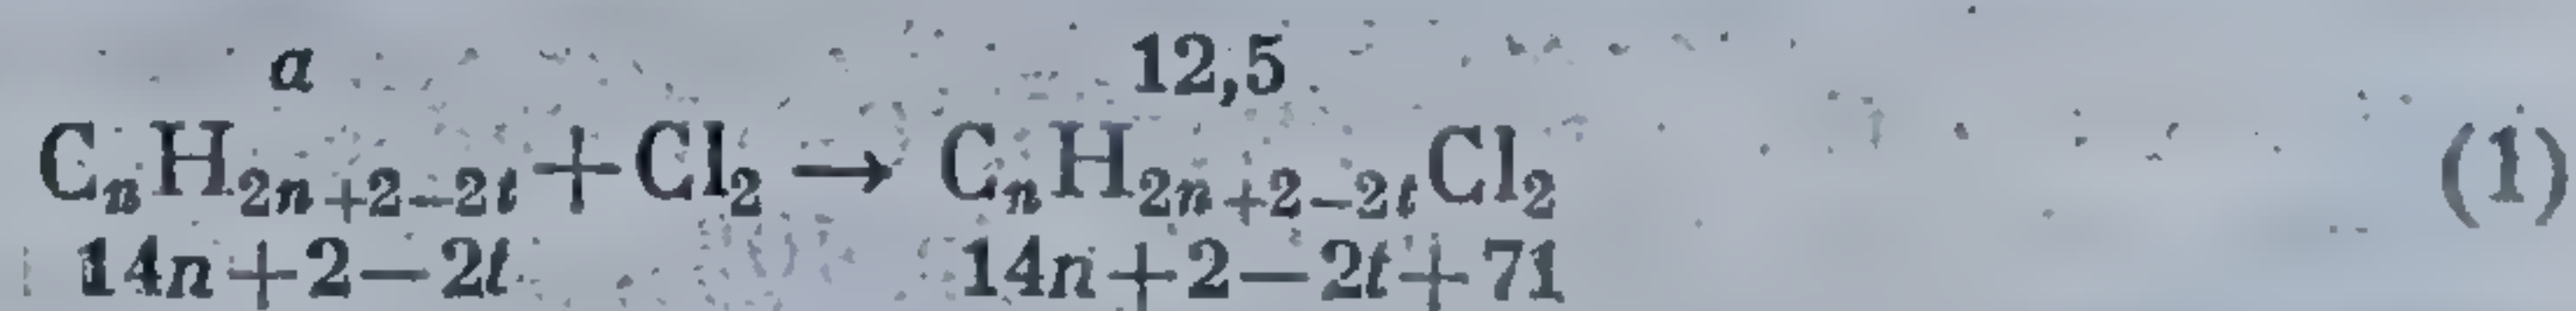 a 12,5
CₙH₂ₙ₊₂₋₂ₜ+Cl₂ → CₙH₂ₙ₊₂₋₂ₜCl₂ (1)
14n+2−2t 14n+2−2t+71